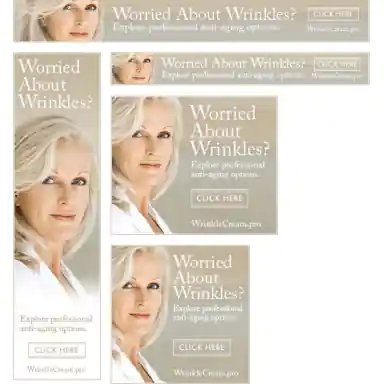 Worried About Wrinkles?
Explore professional anti-aging options.
CLICK HERE
WrinkleCream.pro
Worried
About
Wrinkles?
Explore professional
anti-aging options.
CLICK HERE
WrinkleCream.pro
Worried About Wrinkles?
Explore professional anti-aging options.
CLICK HERE
WrinkleCream.pro
Worried
About
Wrinkles?
Explore professional
anti-aging options.
CLICK HERE
WrinkleCream.pro
Worried
About
Wrinkles?
Explore professional
anti-aging options.
CLICK HERE
WrinkleCream.pro